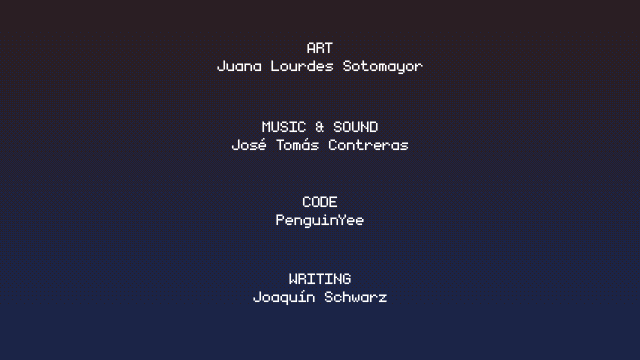 ART
Juana Lourdes Sotomayor
MUSIC & SOUND
José Tomás Contreras
CODE
PenguinYee
WRITING
Joaquín Schwarz